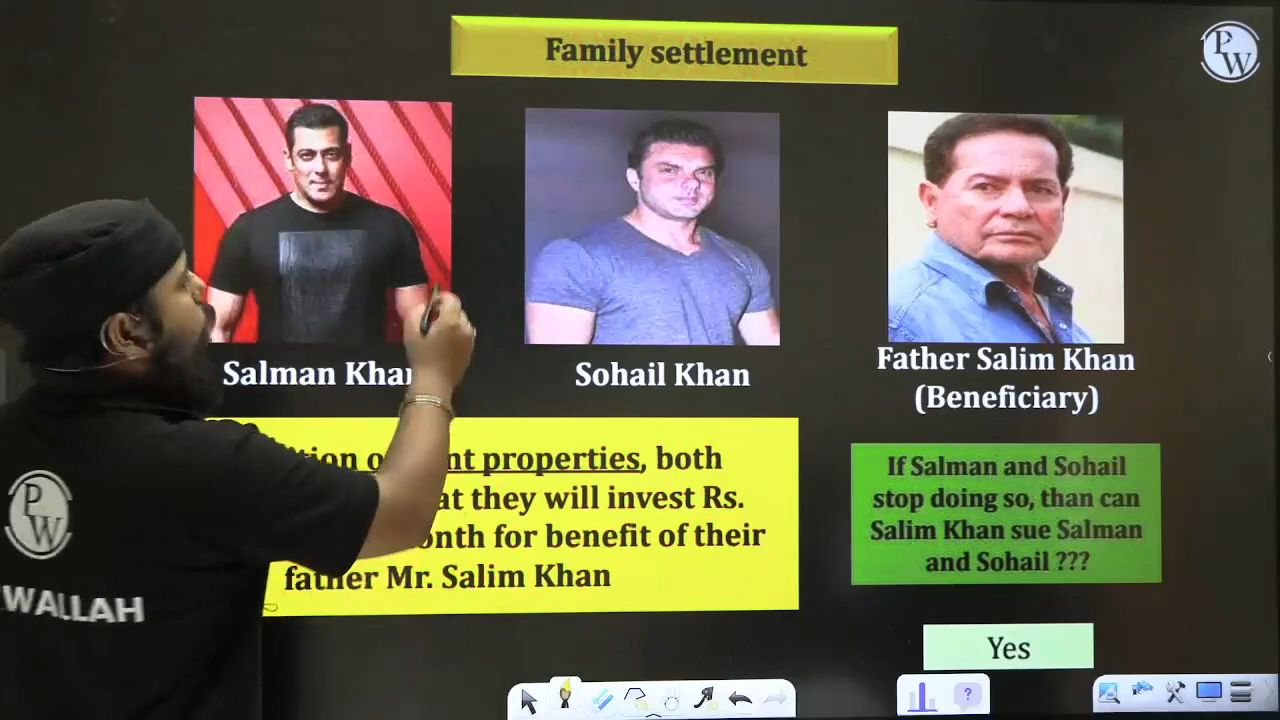 Family settlement
PW
Salman Khan
Sohail Khan
Father Salim Khan
(Beneficiary)
properties, both
at they will invest Rs.
onth for benefit of their
father Mr. Salim Khan
If Salman and Sohail
stop doing so, than can
Salim Khan sue Salman
and Sohail ???
Yes
PW
WALLAH